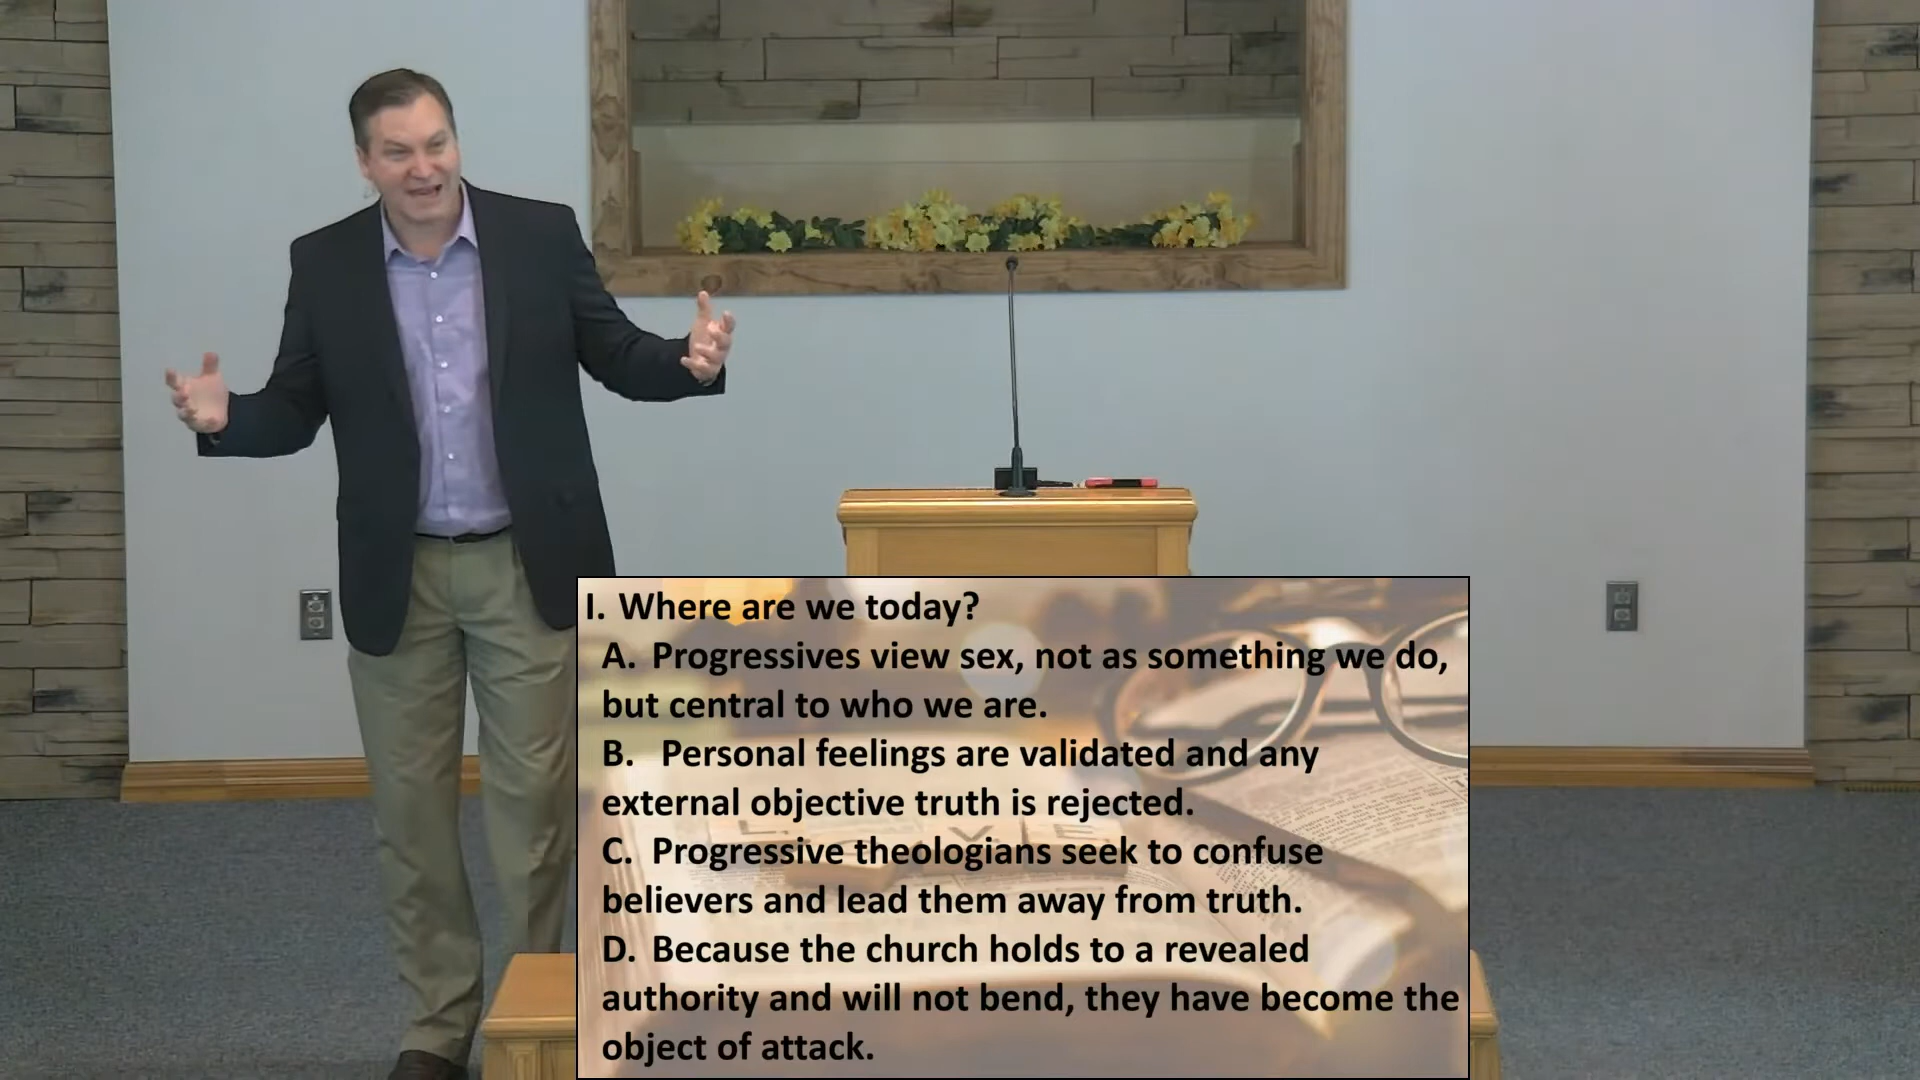 I. Where are we today?
A. Progressives view sex, not as something we do,
but central to who we are.
B. Personal feelings are validated and any
external objective truth is rejected.
C. Progressive theologians seek to confuse
believers and lead them away from truth.
D. Because the church holds to a revealed
authority and will not bend, they have become the
object of attack.